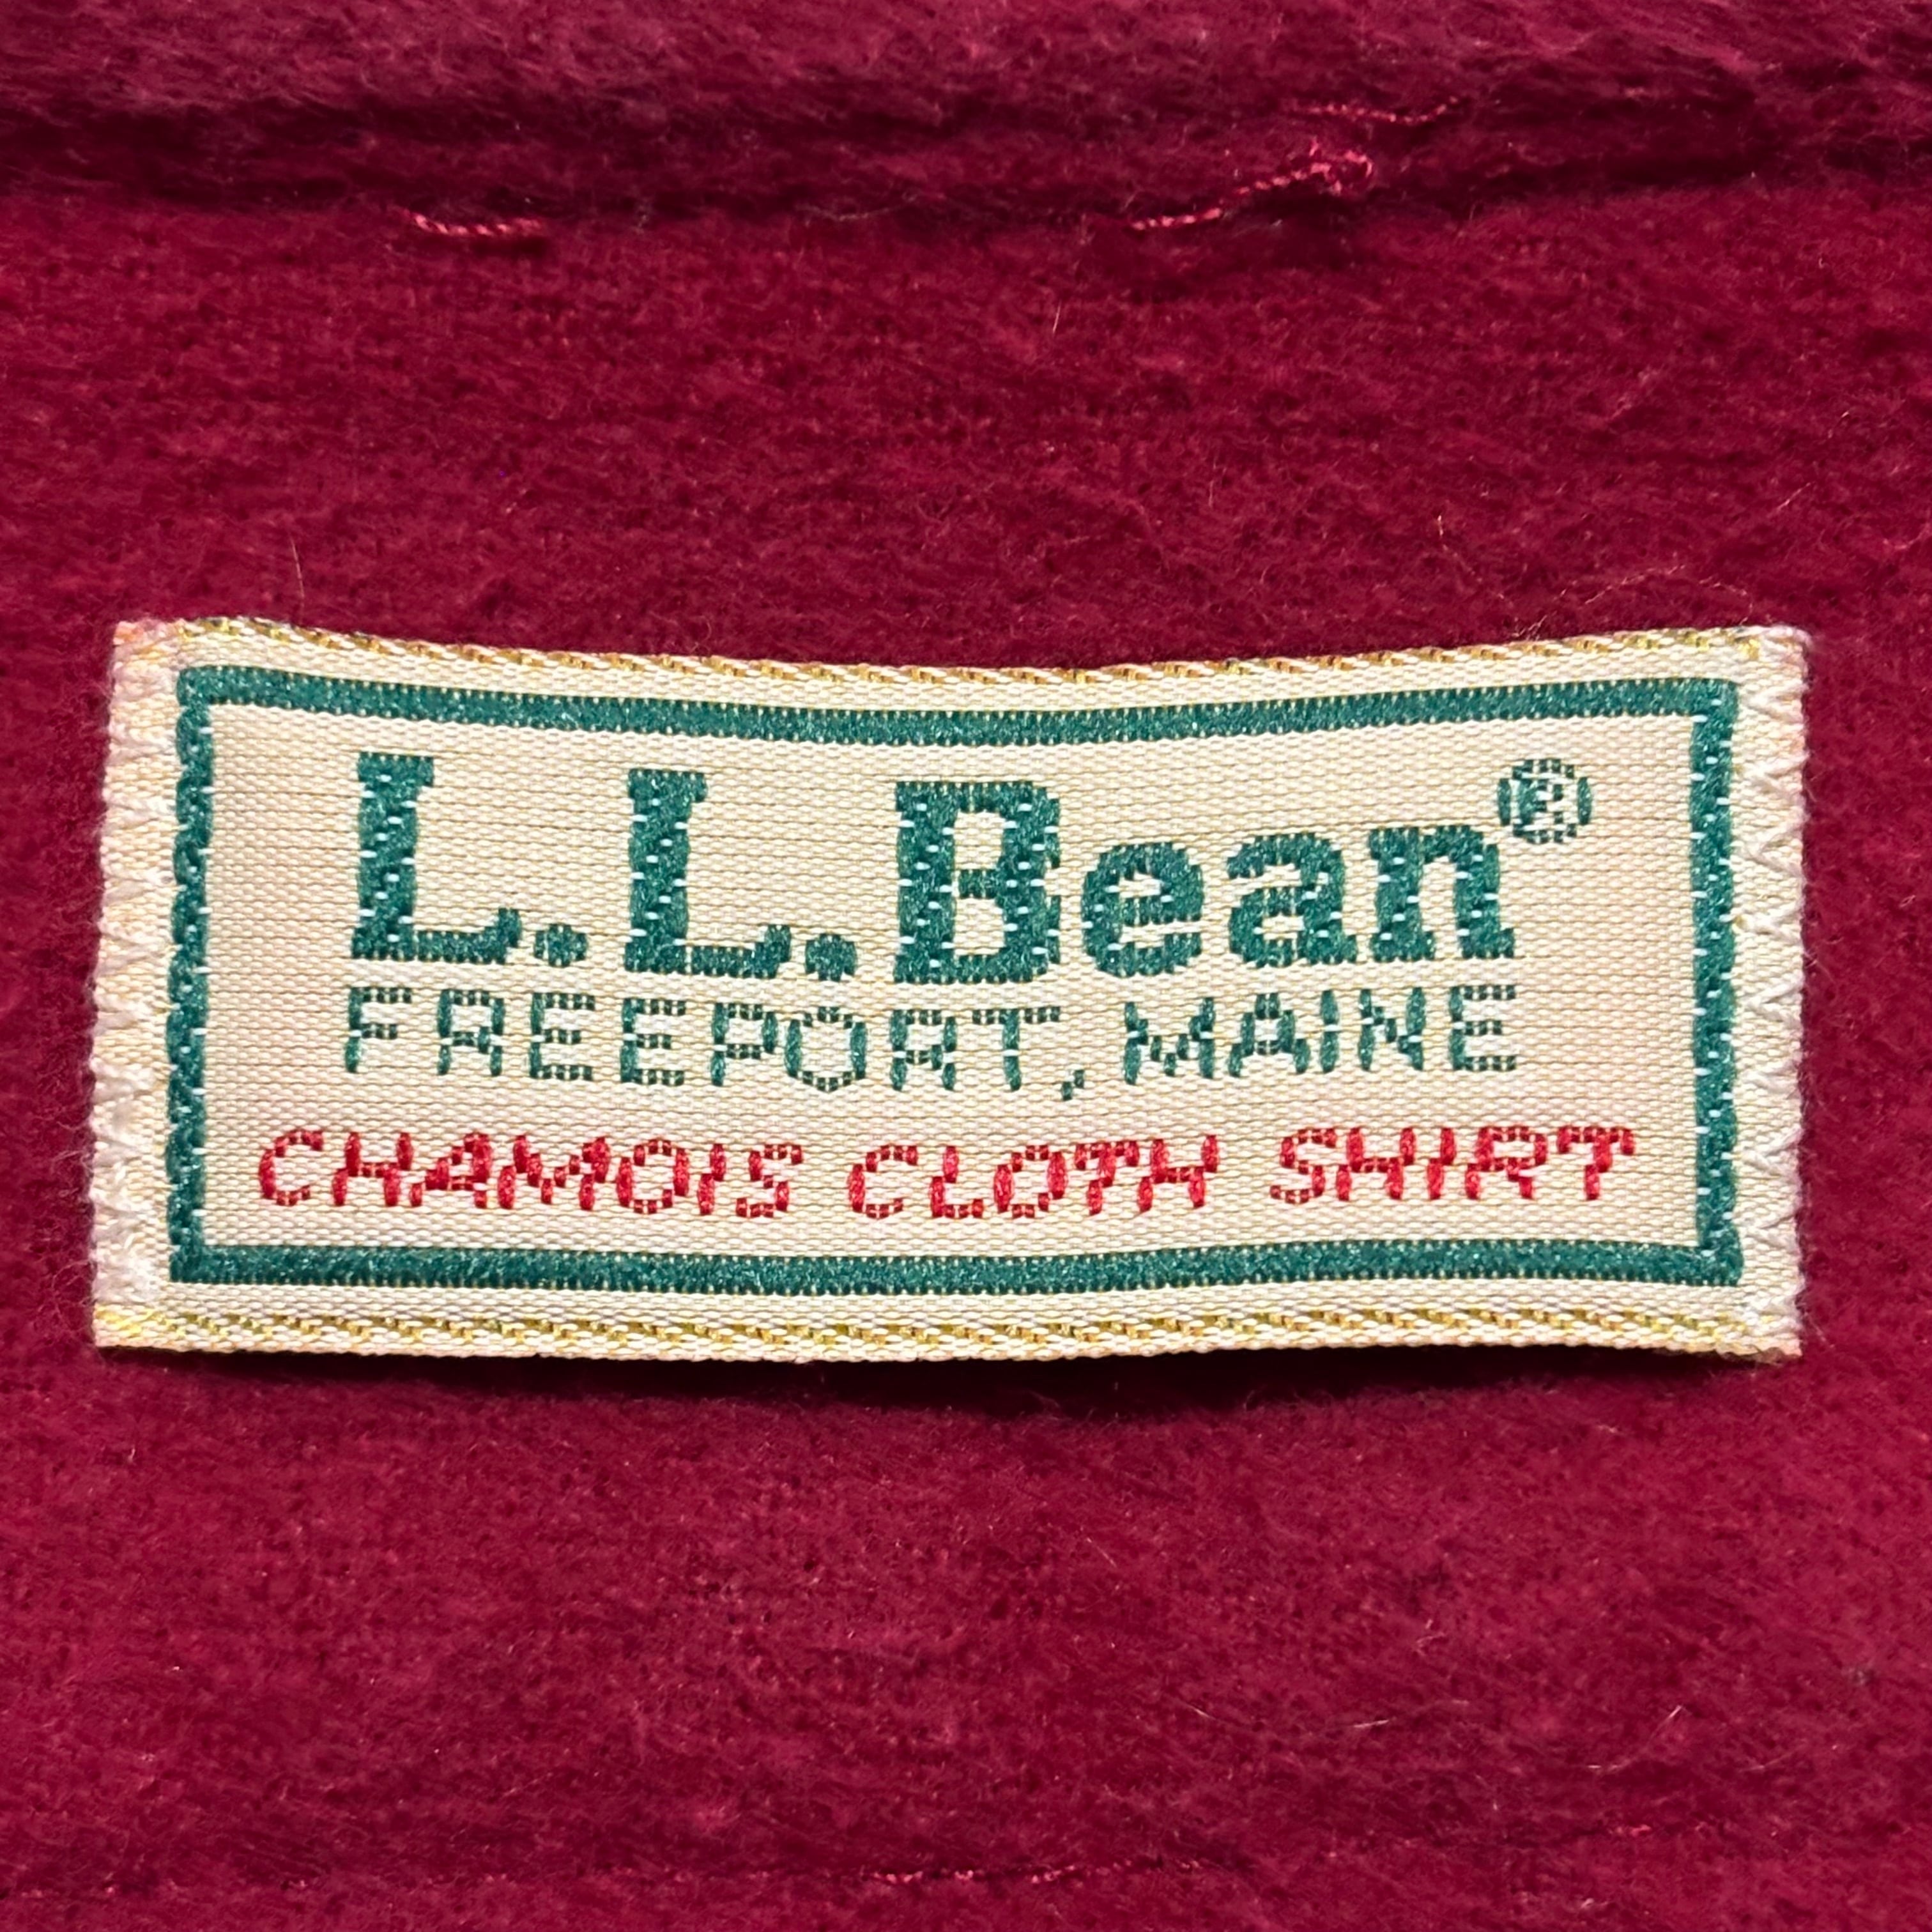 L.L.Bean®
FREEPORT, MAINE
CHAMOIS CLOTH SHIRT